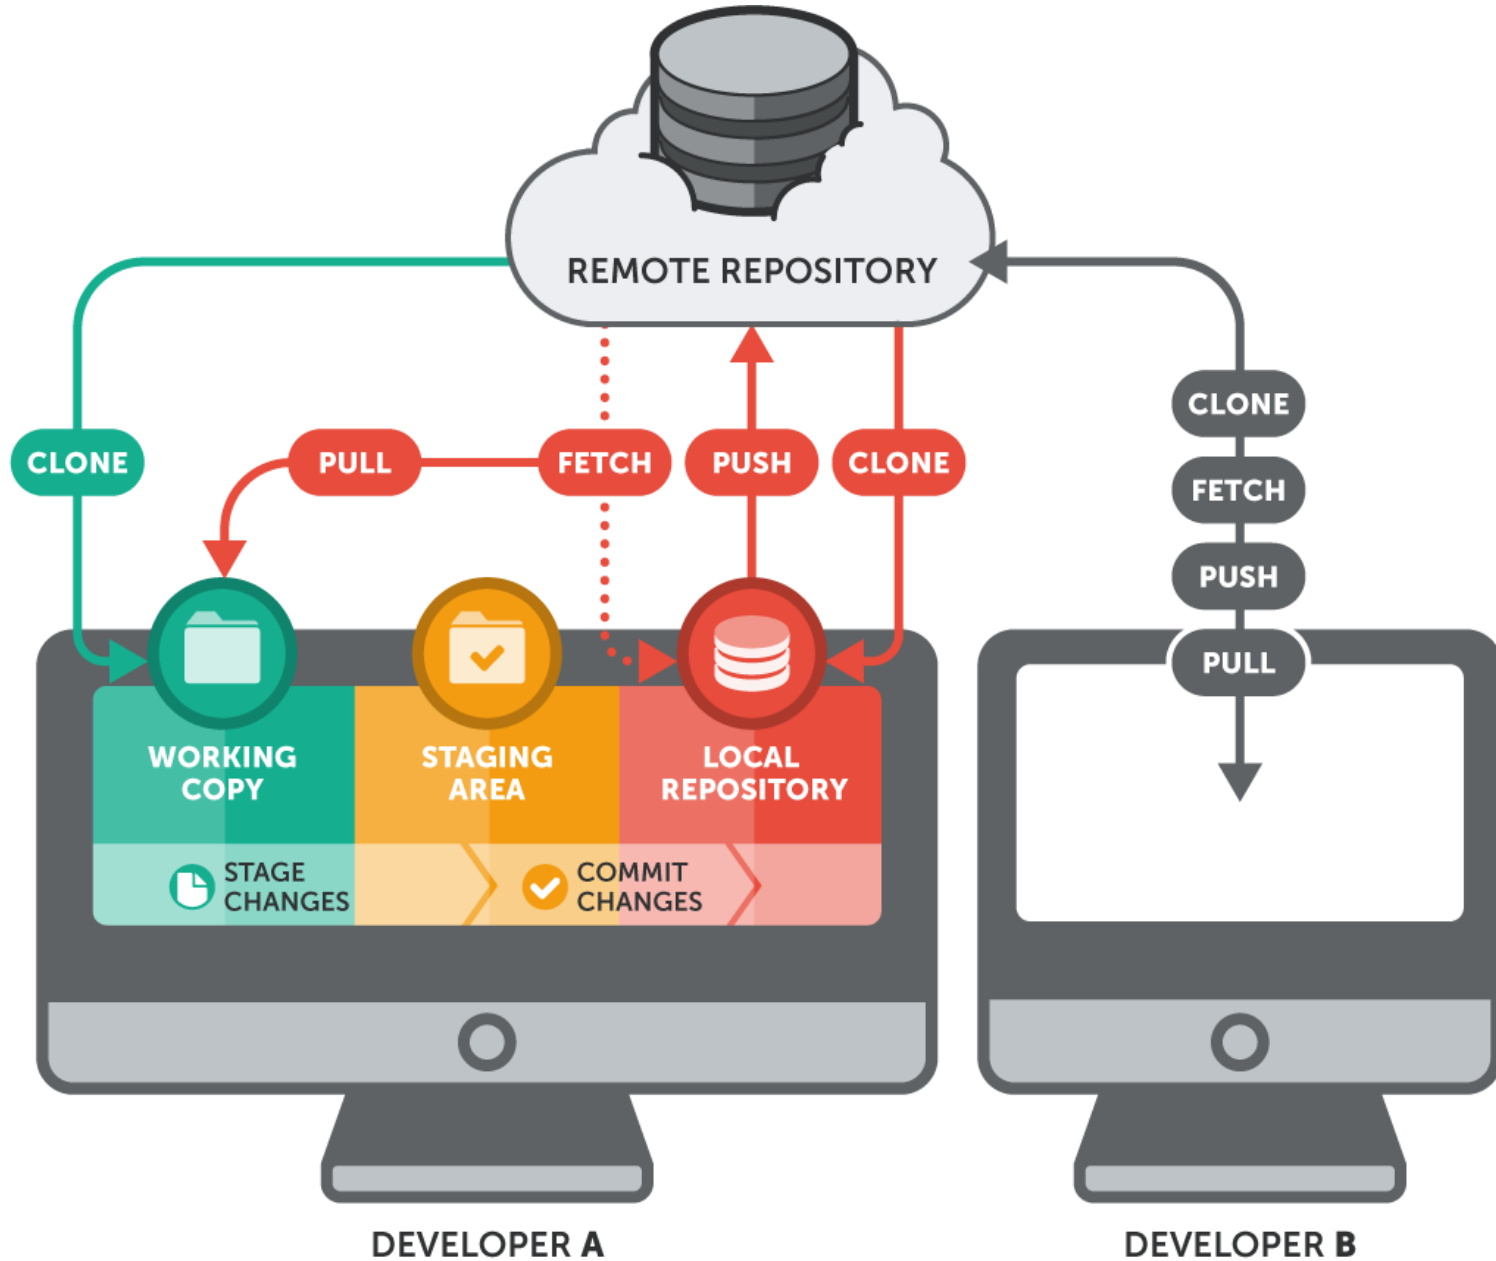 REMOTE REPOSITORY
CLONE
PULL
FETCH
PUSH
CLONE
CLONE
FETCH
PUSH
PULL
WORKING
COPY
STAGING
AREA
LOCAL
REPOSITORY
STAGE
CHANGES
COMMIT
CHANGES
DEVELOPER A
DEVELOPER B